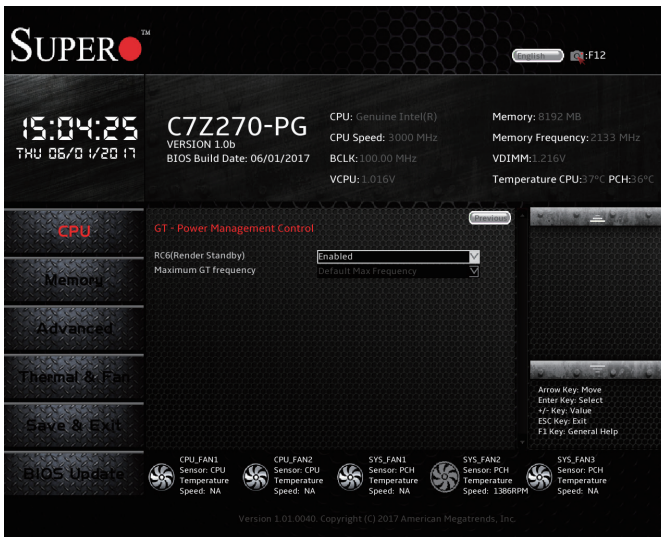 SUPER TM
English :F12
15:04:25
THU 06/01/2017
C7Z270-PG
VERSION 1.0b
BIOS Build Date: 06/01/2017
CPU: Genuine Intel(R)
CPU Speed: 3000 MHz
BCLK: 100.00 MHz
VCPU: 1.016V
Memory: 8192 MB
Memory Frequency: 2133 MHz
VDIMM: 1.216V
Temperature CPU:37°C PCH:36°C
CPU
Memory
Advanced
Thermal & Fan
Save & Exit
BIOS Update
Previous
GT - Power Management Control
RC6(Render Standby) Enabled
Maximum GT frequency Default Max Frequency
Arrow Key: Move
Enter Key: Select
+/- Key: Value
ESC Key: Exit
F1 Key: General Help
CPU_FAN1
Sensor: CPU
Temperature
Speed: NA
CPU_FAN2
Sensor: CPU
Temperature
Speed: NA
SYS_FAN1
Sensor: PCH
Temperature
Speed: NA
SYS_FAN2
Sensor: PCH
Temperature
Speed: 1386RPM
SYS_FAN3
Sensor: PCH
Temperature
Speed: NA
Version 1.01.0040. Copyright (C) 2017 American Megatrends, Inc.